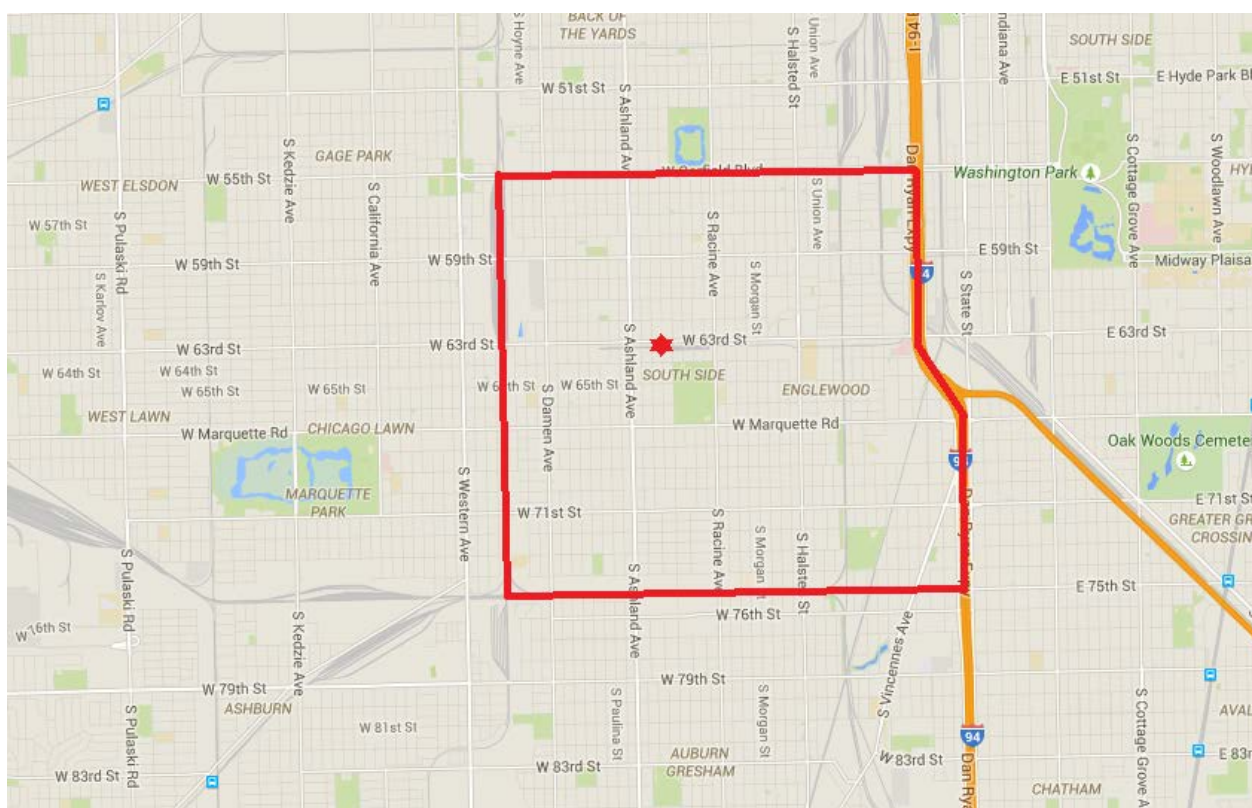 BACK OF
THE YARDS
S Hoyne Ave
Union Ave
S Halsted St
I-94
Indiana Ave
SOUTH SIDE
E 51st St
E Hyde Park Bl
W 51st St
S Ashland Av
S Kedzie Ave
GAGE PARK
WEST ELSDON
W 55th St
S California Ave
Dan Ryan Expy
Washington Park
S Cottage Grove Ave
S Woodlawn Ave
HY
S Pulaski Rd
W 57th St
W 59th St
W 59th St
S Racine Ave
S Union Ave
E 59th St
Midway Plaisa
S Karlov Ave
S Morgan St
S State St
W 63rd St
W 63rd St
S Ashland Ave
W 63rd St
E 63rd St
W 64th St
W 64th St
W 65th St
W 65th St
W 65th St
SOUTH SIDE
ENGLEWOOD
WEST LAWN
W Marquette Rd
CHICAGO LAWN
S Damen Ave
W Marquette Rd
Oak Woods Cemete
S Western Ave
MARQUETTE
PARK
W 71st St
E 71st St
GREATER GR
CROSSING
S Racine Ave
S Morgan St
S Halsted St
S Pulaski Rd
S Ashland Ave
E 75th St
W 76th St
S Kedzie Ave
S Vincennes Ave
W 79th St
W 79th St
ASHBURN
S Pulaski Rd
W 81st St
S Paulina St
S Morgan St
S Cottage Grove A
AVAL
94
W 83rd St
W 83rd St
AUBURN
GRESHAM
W 83rd St
Dan Rya
CHATHAM
E 83r